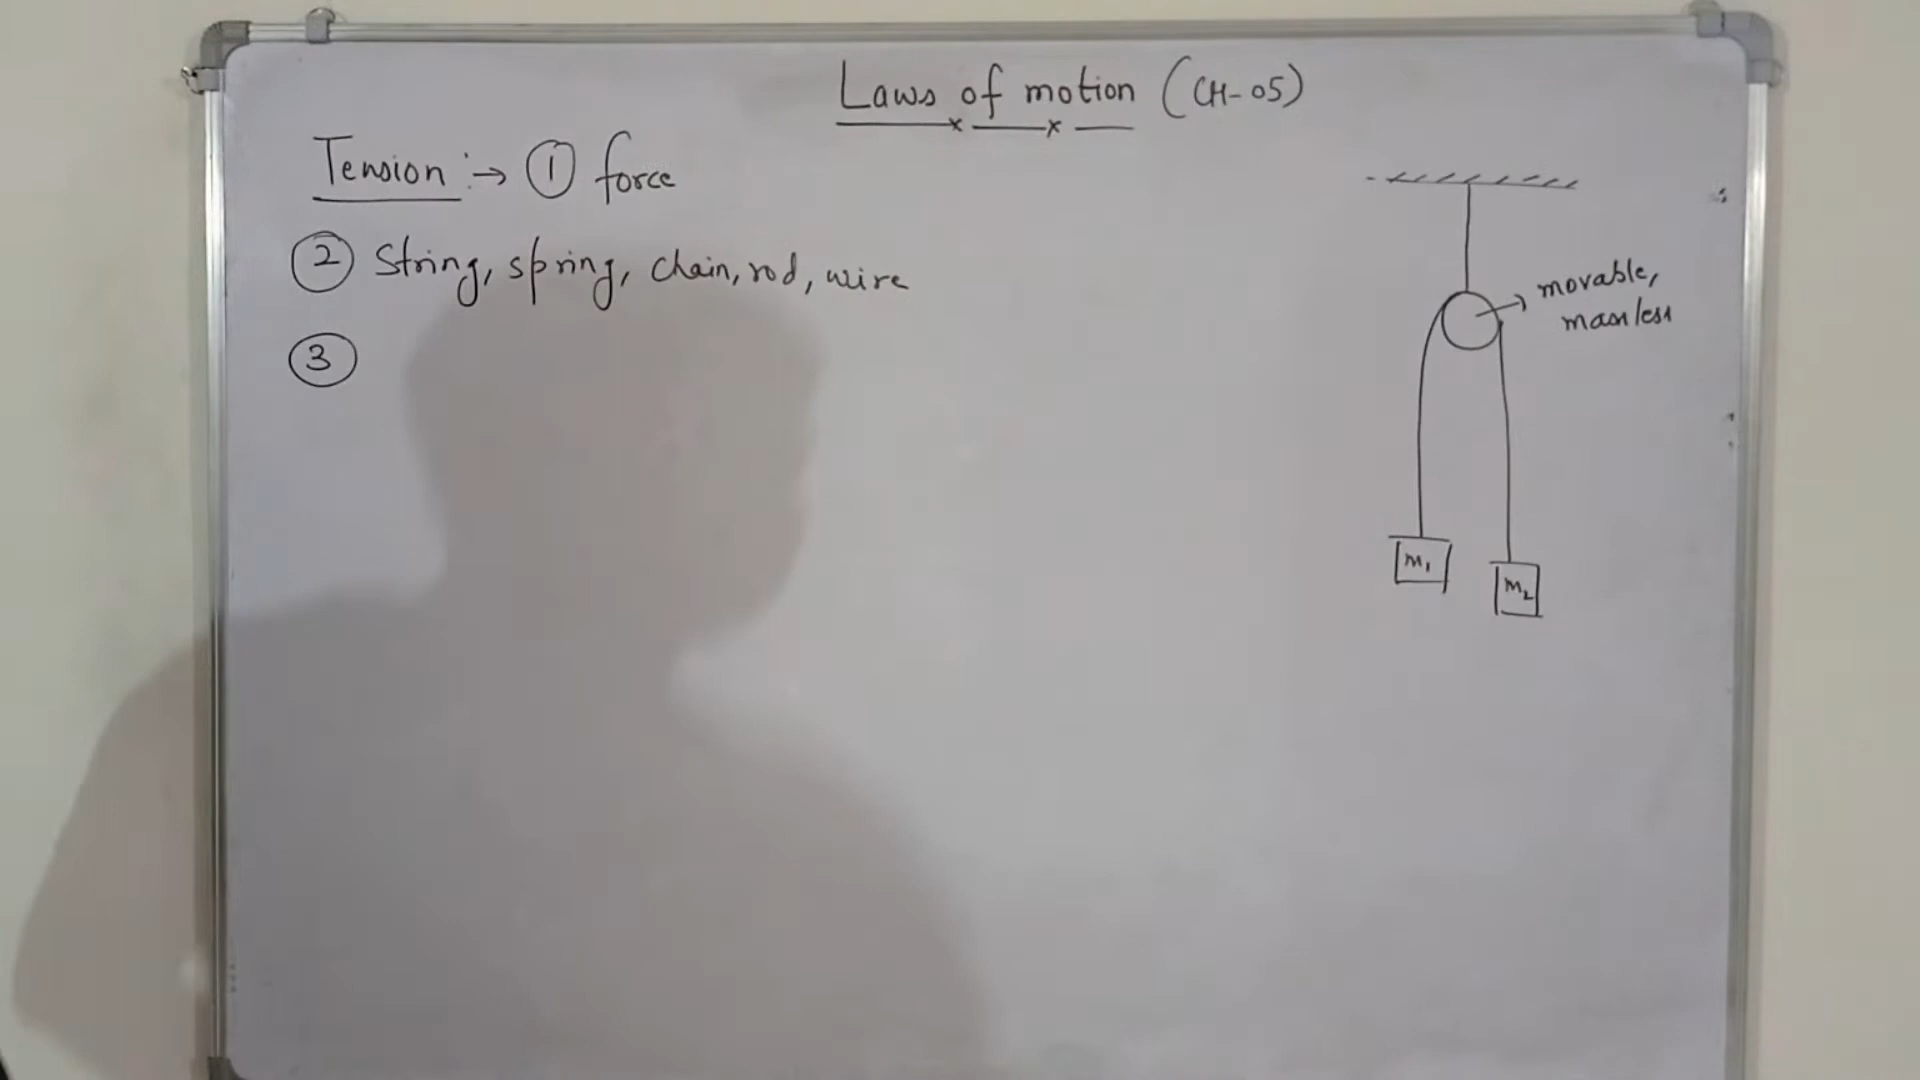 Laws of motion (CH-05)
Tension :→ ① force
② String, spring, chain, rod, wire
③
movable,
massless
m₁
m₂